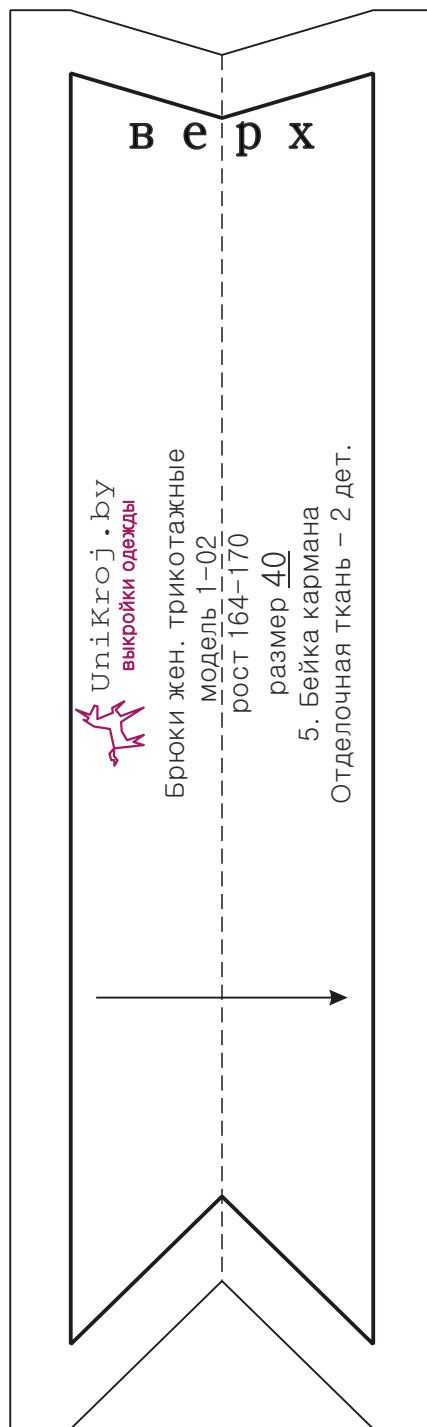 верх
UniKroj.by
выкройки одежды
Брюки жен. трикотажные
модель 1-02
рост 164-170
размер 40
5. Бейка кармана
Отделочная ткань - 2 дет.